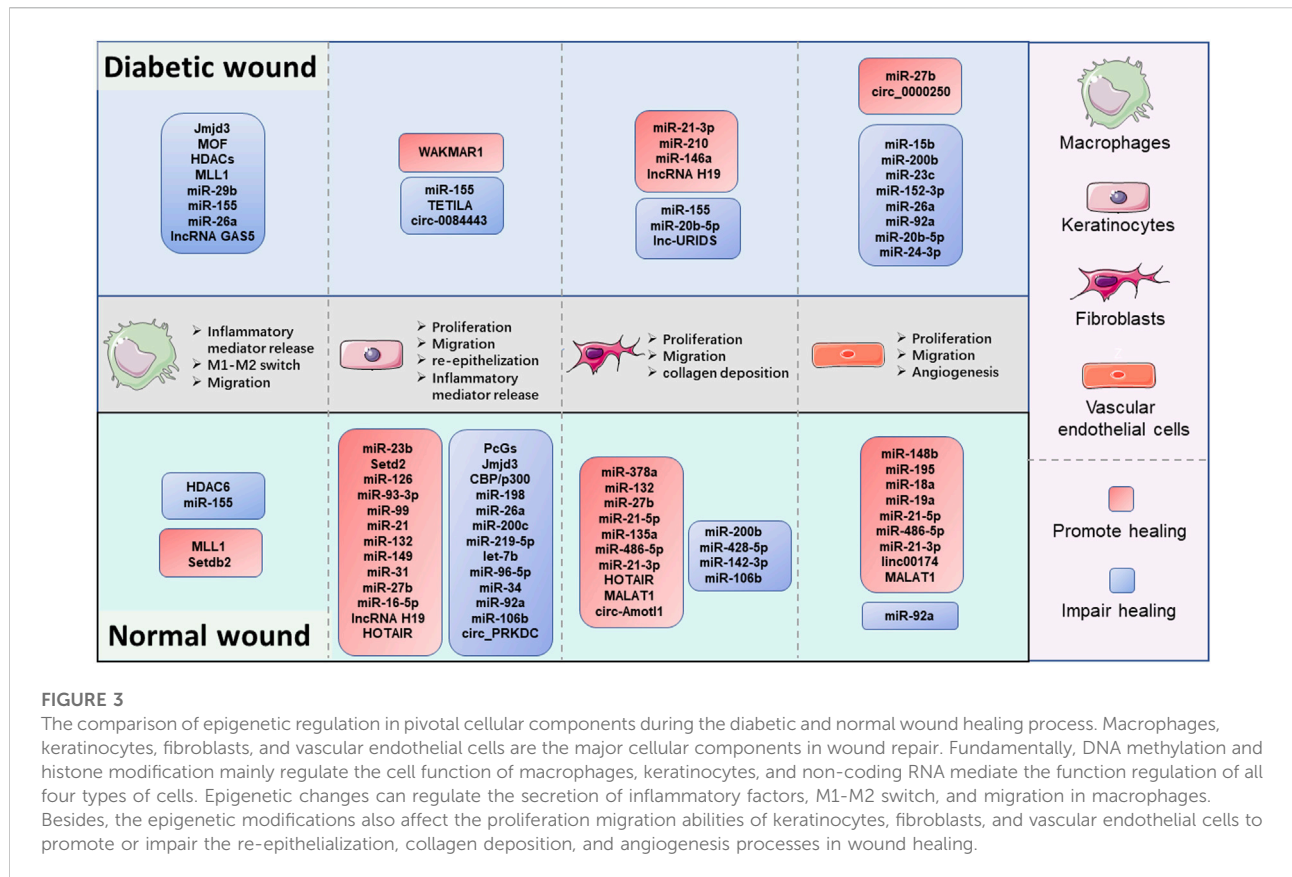 Diabetic wound
Jmjd3
MOF
HDACs
MLL1
miR-29b
miR-155
miR-26a
lncRNA GAS5
WAKMAR1
miR-155
TETILA
circ-0084443
miR-21-3p
miR-210
miR-146a
lncRNA H19
miR-155
miR-20b-5p
lnc-URIDS
miR-27b
circ_0000250
miR-15b
miR-200b
miR-23c
miR-152-3p
miR-26a
miR-92a
miR-20b-5p
miR-24-3p
➢ Inflammatory
mediator release
➢ M1-M2 switch
➢ Migration
➢ Proliferation
➢ Migration
➢ re-epithelization
➢ Inflammatory
mediator release
➢ Proliferation
➢ Migration
➢ collagen deposition
➢ Proliferation
➢ Migration
➢ Angiogenesis
HDAC6
miR-155
MLL1
Setdb2
Normal wound
miR-23b
Setd2
miR-126
miR-93-3p
miR-99
miR-21
miR-132
miR-149
miR-31
miR-27b
miR-16-5p
lncRNA H19
HOTAIR
PcGs
Jmjd3
CBP/p300
miR-198
miR-26a
miR-200c
miR-219-5p
let-7b
miR-96-5p
miR-34
miR-92a
miR-106b
circ_PRKDC
miR-378a
miR-132
miR-27b
miR-21-5p
miR-135a
miR-486-5p
miR-21-3p
HOTAIR
MALAT1
circ-Amotl1
miR-200b
miR-428-5p
miR-142-3p
miR-106b
miR-148b
miR-195
miR-18a
miR-19a
miR-21-5p
miR-486-5p
miR-21-3p
linc00174
MALAT1
miR-92a
Macrophages
Keratinocytes
Fibroblasts
Vascular
endothelial cells
Promote healing
Impair healing
FIGURE 3
The comparison of epigenetic regulation in pivotal cellular components during the diabetic and normal wound healing process. Macrophages,
keratinocytes, fibroblasts, and vascular endothelial cells are the major cellular components in wound repair. Fundamentally, DNA methylation and
histone modification mainly regulate the cell function of macrophages, keratinocytes, and non-coding RNA mediate the function regulation of all
four types of cells. Epigenetic changes can regulate the secretion of inflammatory factors, M1-M2 switch, and migration in macrophages.
Besides, the epigenetic modifications also affect the proliferation migration abilities of keratinocytes, fibroblasts, and vascular endothelial cells to
promote or impair the re-epithelialization, collagen deposition, and angiogenesis processes in wound healing.